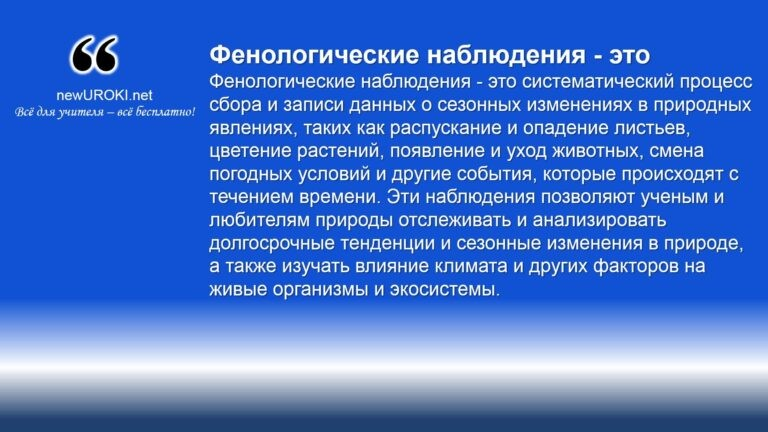 ❝
newUROKI.net
Всё для учителя – всё бесплатно!
Фенологические наблюдения - это
Фенологические наблюдения - это систематический процесс
сбора и записи данных о сезонных изменениях в природных
явлениях, таких как распускание и опадение листьев,
цветение растений, появление и уход животных, смена
погодных условий и другие события, которые происходят с
течением времени. Эти наблюдения позволяют ученым и
любителям природы отслеживать и анализировать
долгосрочные тенденции и сезонные изменения в природе,
а также изучать влияние климата и других факторов на
живые организмы и экосистемы.